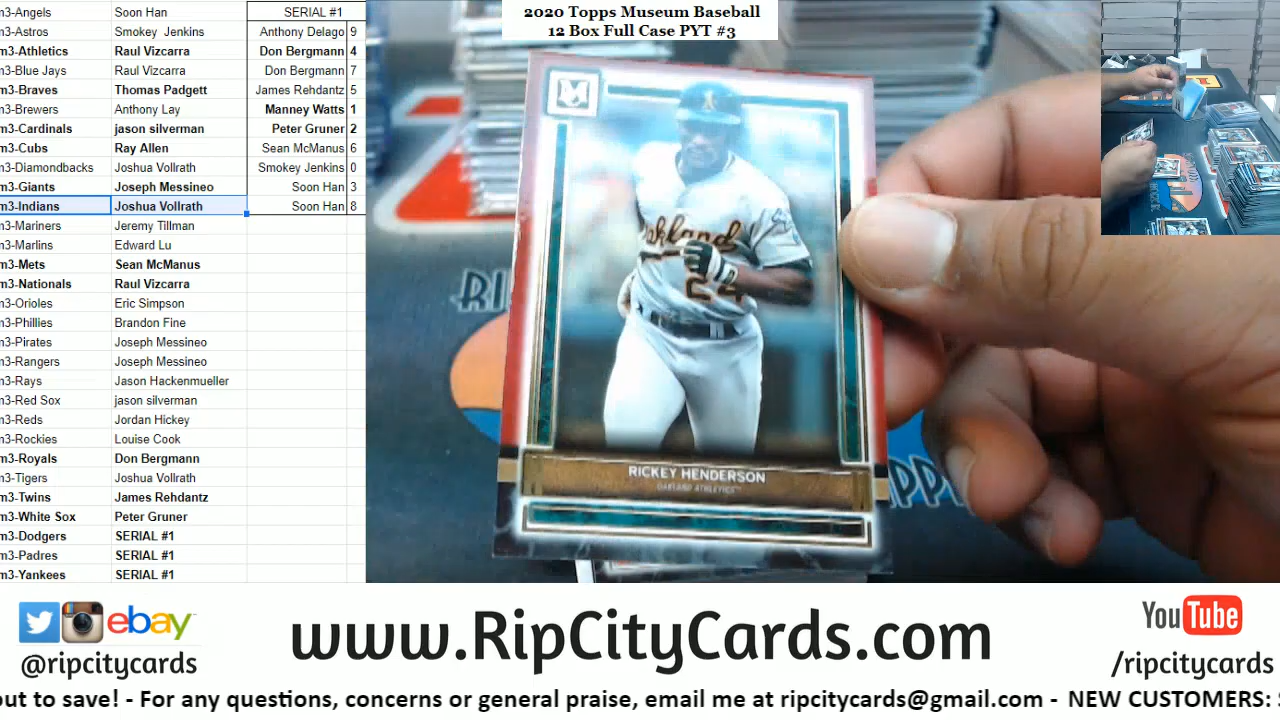 m3-Angels Soon Han SERIAL #1
m3-Astros Smokey Jenkins Anthony Delago 9
m3-Athletics Raul Vizcarra Don Bergmann 4
m3-Blue Jays Raul Vizcarra Don Bergmann 7
m3-Braves Thomas Padgett James Rehdantz 5
m3-Brewers Anthony Lay Manney Watts 1
m3-Cardinals jason silverman Peter Gruner 2
m3-Cubs Ray Allen Sean McManus 6
m3-Diamondbacks Joshua Vollrath Smokey Jenkins 0
m3-Giants Joseph Messineo Soon Han 3
m3-Indians Joshua Vollrath Soon Han 8
m3-Mariners Jeremy Tillman
m3-Marlins Edward Lu
m3-Mets Sean McManus
m3-Nationals Raul Vizcarra
m3-Orioles Eric Simpson
m3-Phillies Brandon Fine
m3-Pirates Joseph Messineo
m3-Rangers Joseph Messineo
m3-Rays Jason Hackenmueller
m3-Red Sox jason silverman
m3-Reds Jordan Hickey
m3-Rockies Louise Cook
m3-Royals Don Bergmann
m3-Tigers Joshua Vollrath
m3-Twins James Rehdantz
m3-White Sox Peter Gruner
m3-Dodgers SERIAL #1
m3-Padres SERIAL #1
m3-Yankees SERIAL #1
2020 Topps Museum Baseball
12 Box Full Case PYT #3
M
Oakland
24
RICKEY HENDERSON
OAKLAND ATHLETICS™
ebay™
@ripcitycards
www.RipCityCards.com
YouTube
/ripcitycards
out to save! - For any questions, concerns or general praise, email me at ripcitycards@gmail.com - NEW CUSTOMERS: